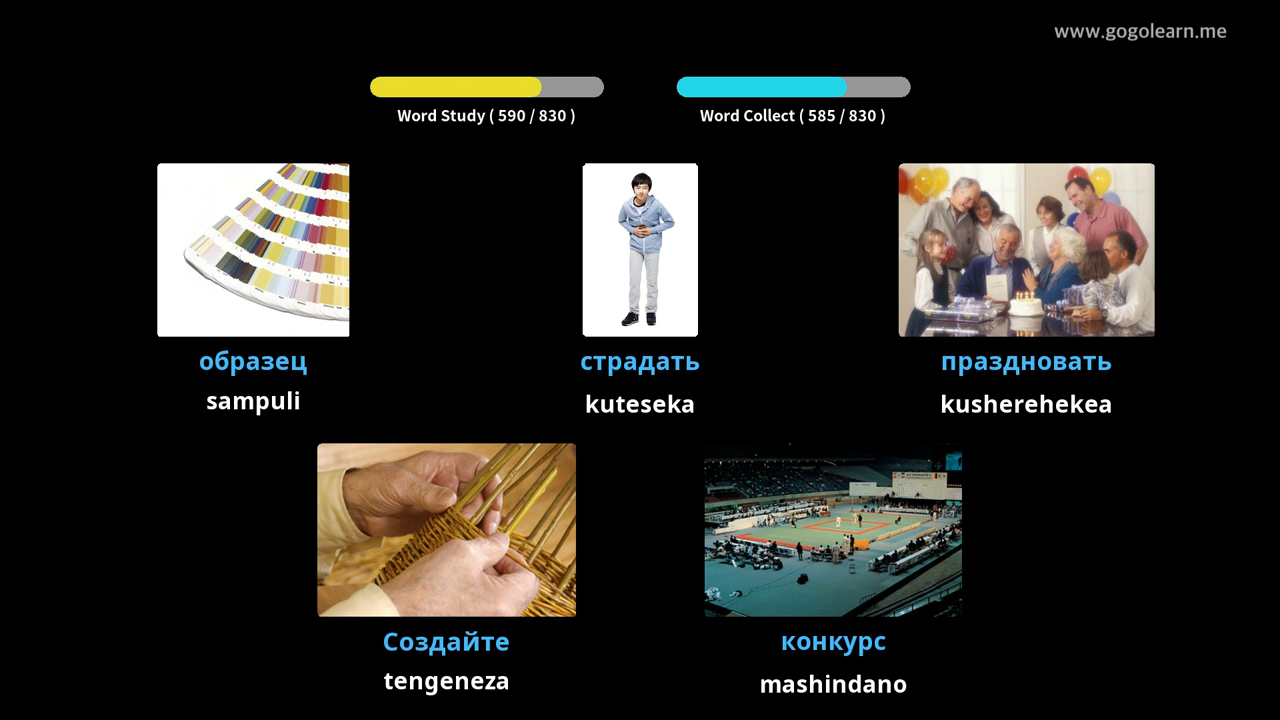 www.gogolearn.me
Word Study ( 590 / 830 )
Word Collect ( 585 / 830 )
образец
sampuli
страдать
kuteseka
праздновать
kusherehekea
Создайте
tengeneza
конкурс
mashindano